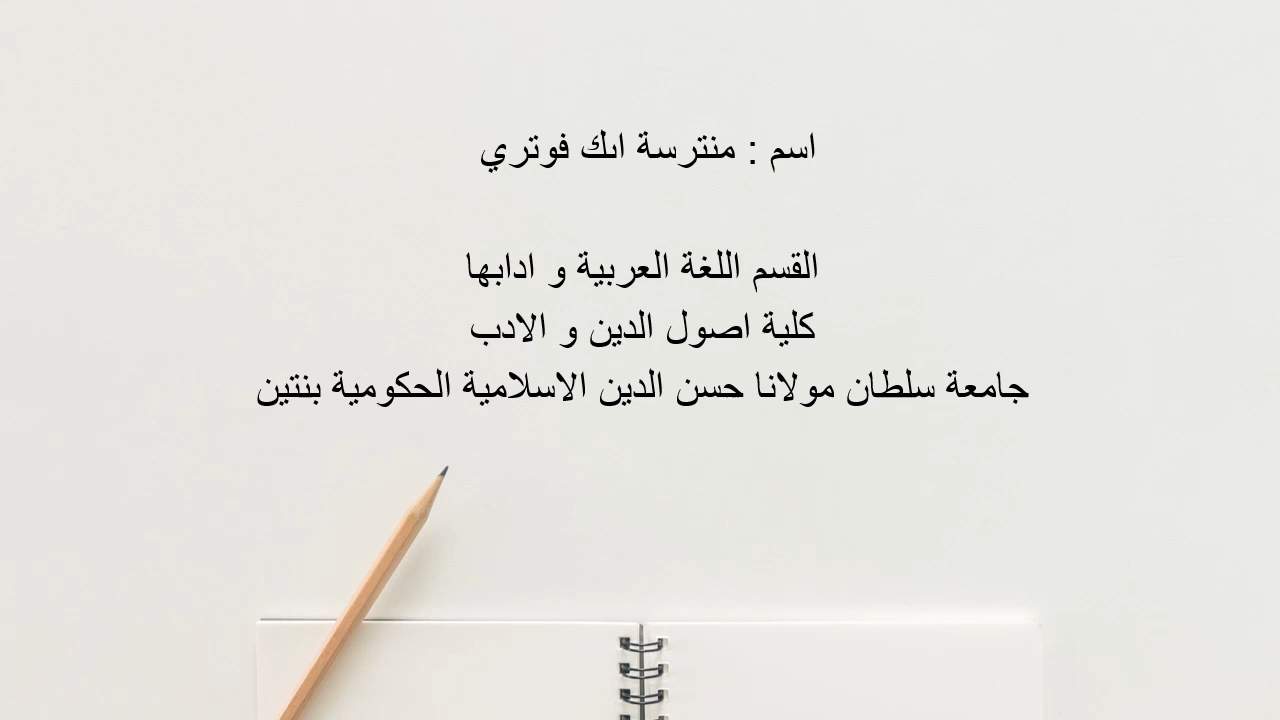 اسم : منترسة اىك فوتري
القسم اللغة العربية و ادابها
كلية اصول الدين و الادب
جامعة سلطان مولانا حسن الدين الاسلامية الحكومية بنتين